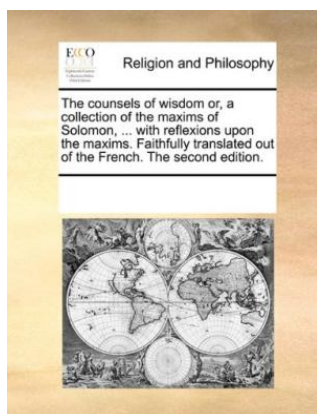 ECCO
Religion and Philosophy
The counsels of wisdom or, a
collection of the maxims of
Solomon, ... with reflexions upon
the maxims. Faithfully translated out
of the French. The second edition.